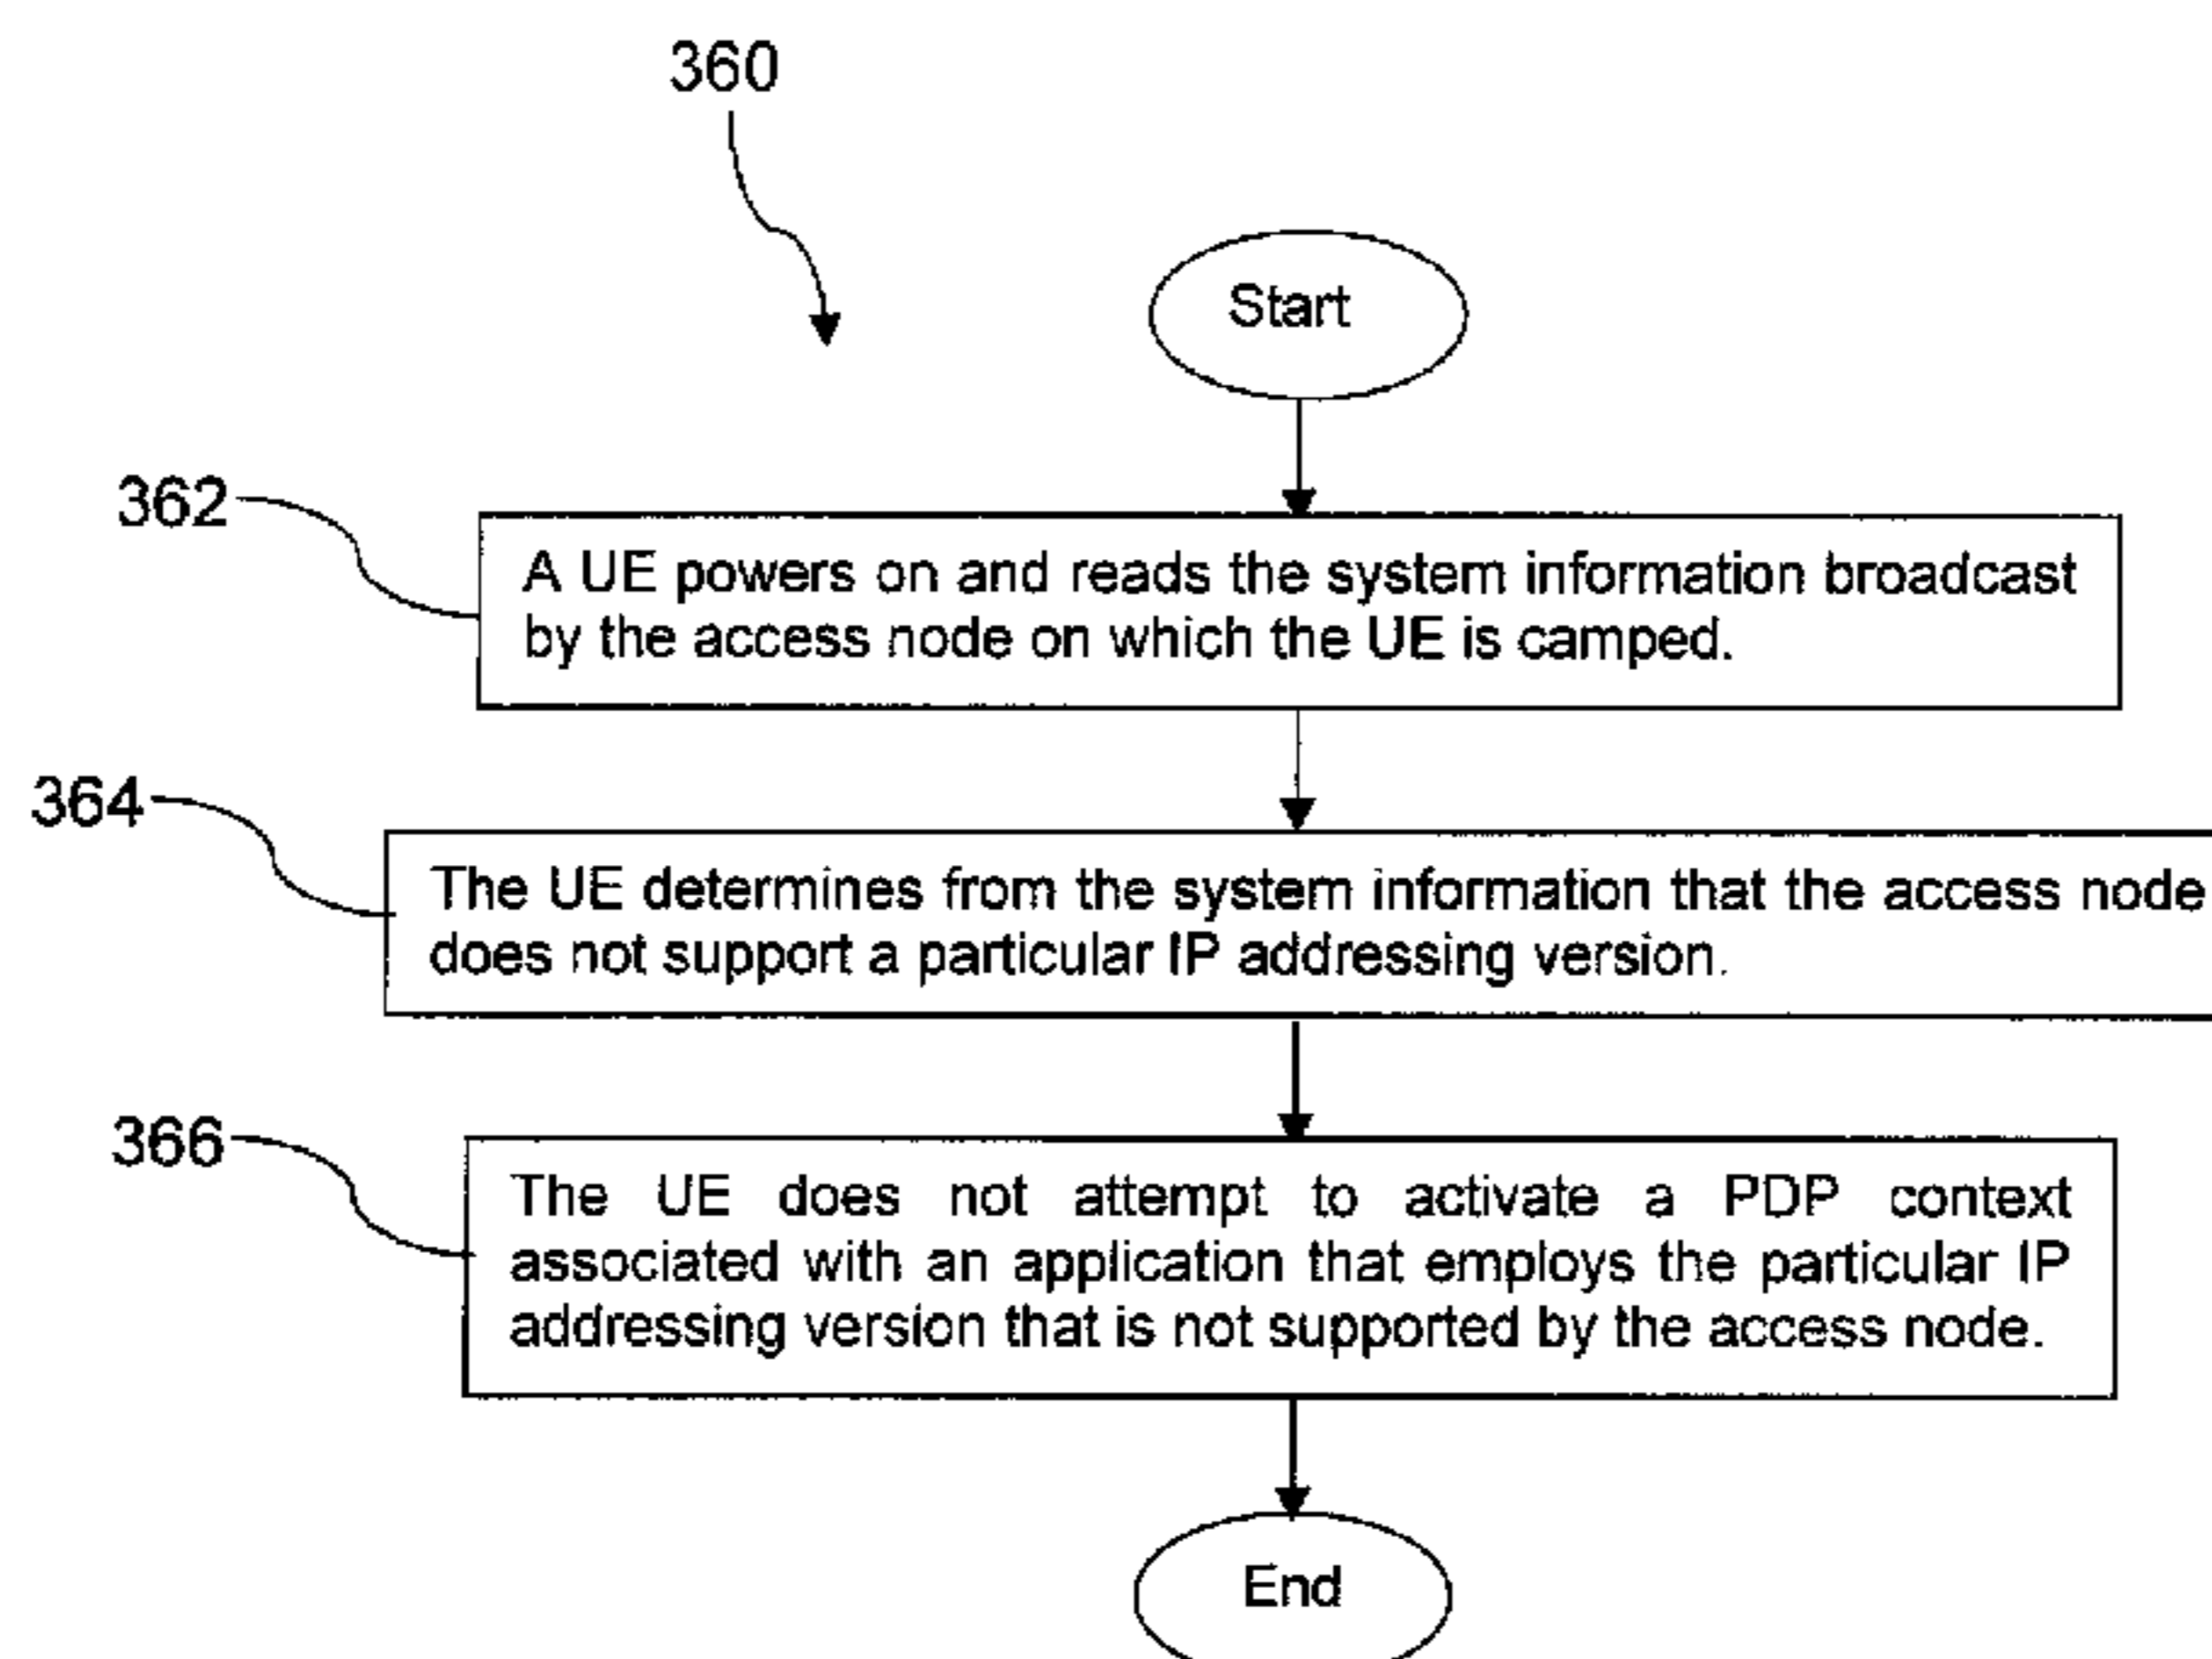 360
Start
362
A UE powers on and reads the system information broadcast
by the access node on which the UE is camped.
364
The UE determines from the system information that the access node
does not support a particular IP addressing version.
366
The UE does not attempt to activate a PDP context
associated with an application that employs the particular IP
addressing version that is not supported by the access node.
End